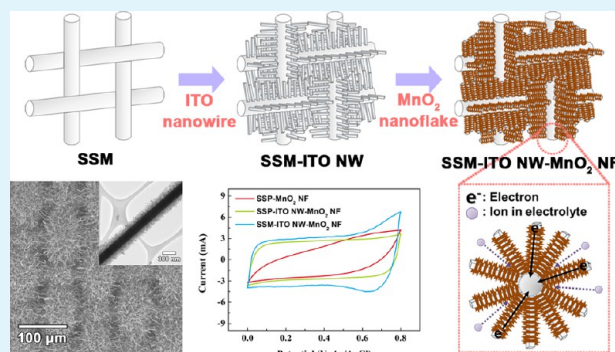 SSM
ITO
nanowire
SSM-ITO NW
MnO₂
nanoflake
SSM-ITO NW-MnO₂ NF
100 μm
Current (mA)
9
6
3
0
-3
-6
-9
SSP-MnO₂ NF
SSP-ITO NW-MnO₂ NF
SSM-ITO NW-MnO₂ NF
0.0 0.2 0.4 0.6 0.8
e⁻: Electron
: Ion in electrolyte
e⁻
e⁻
e⁻